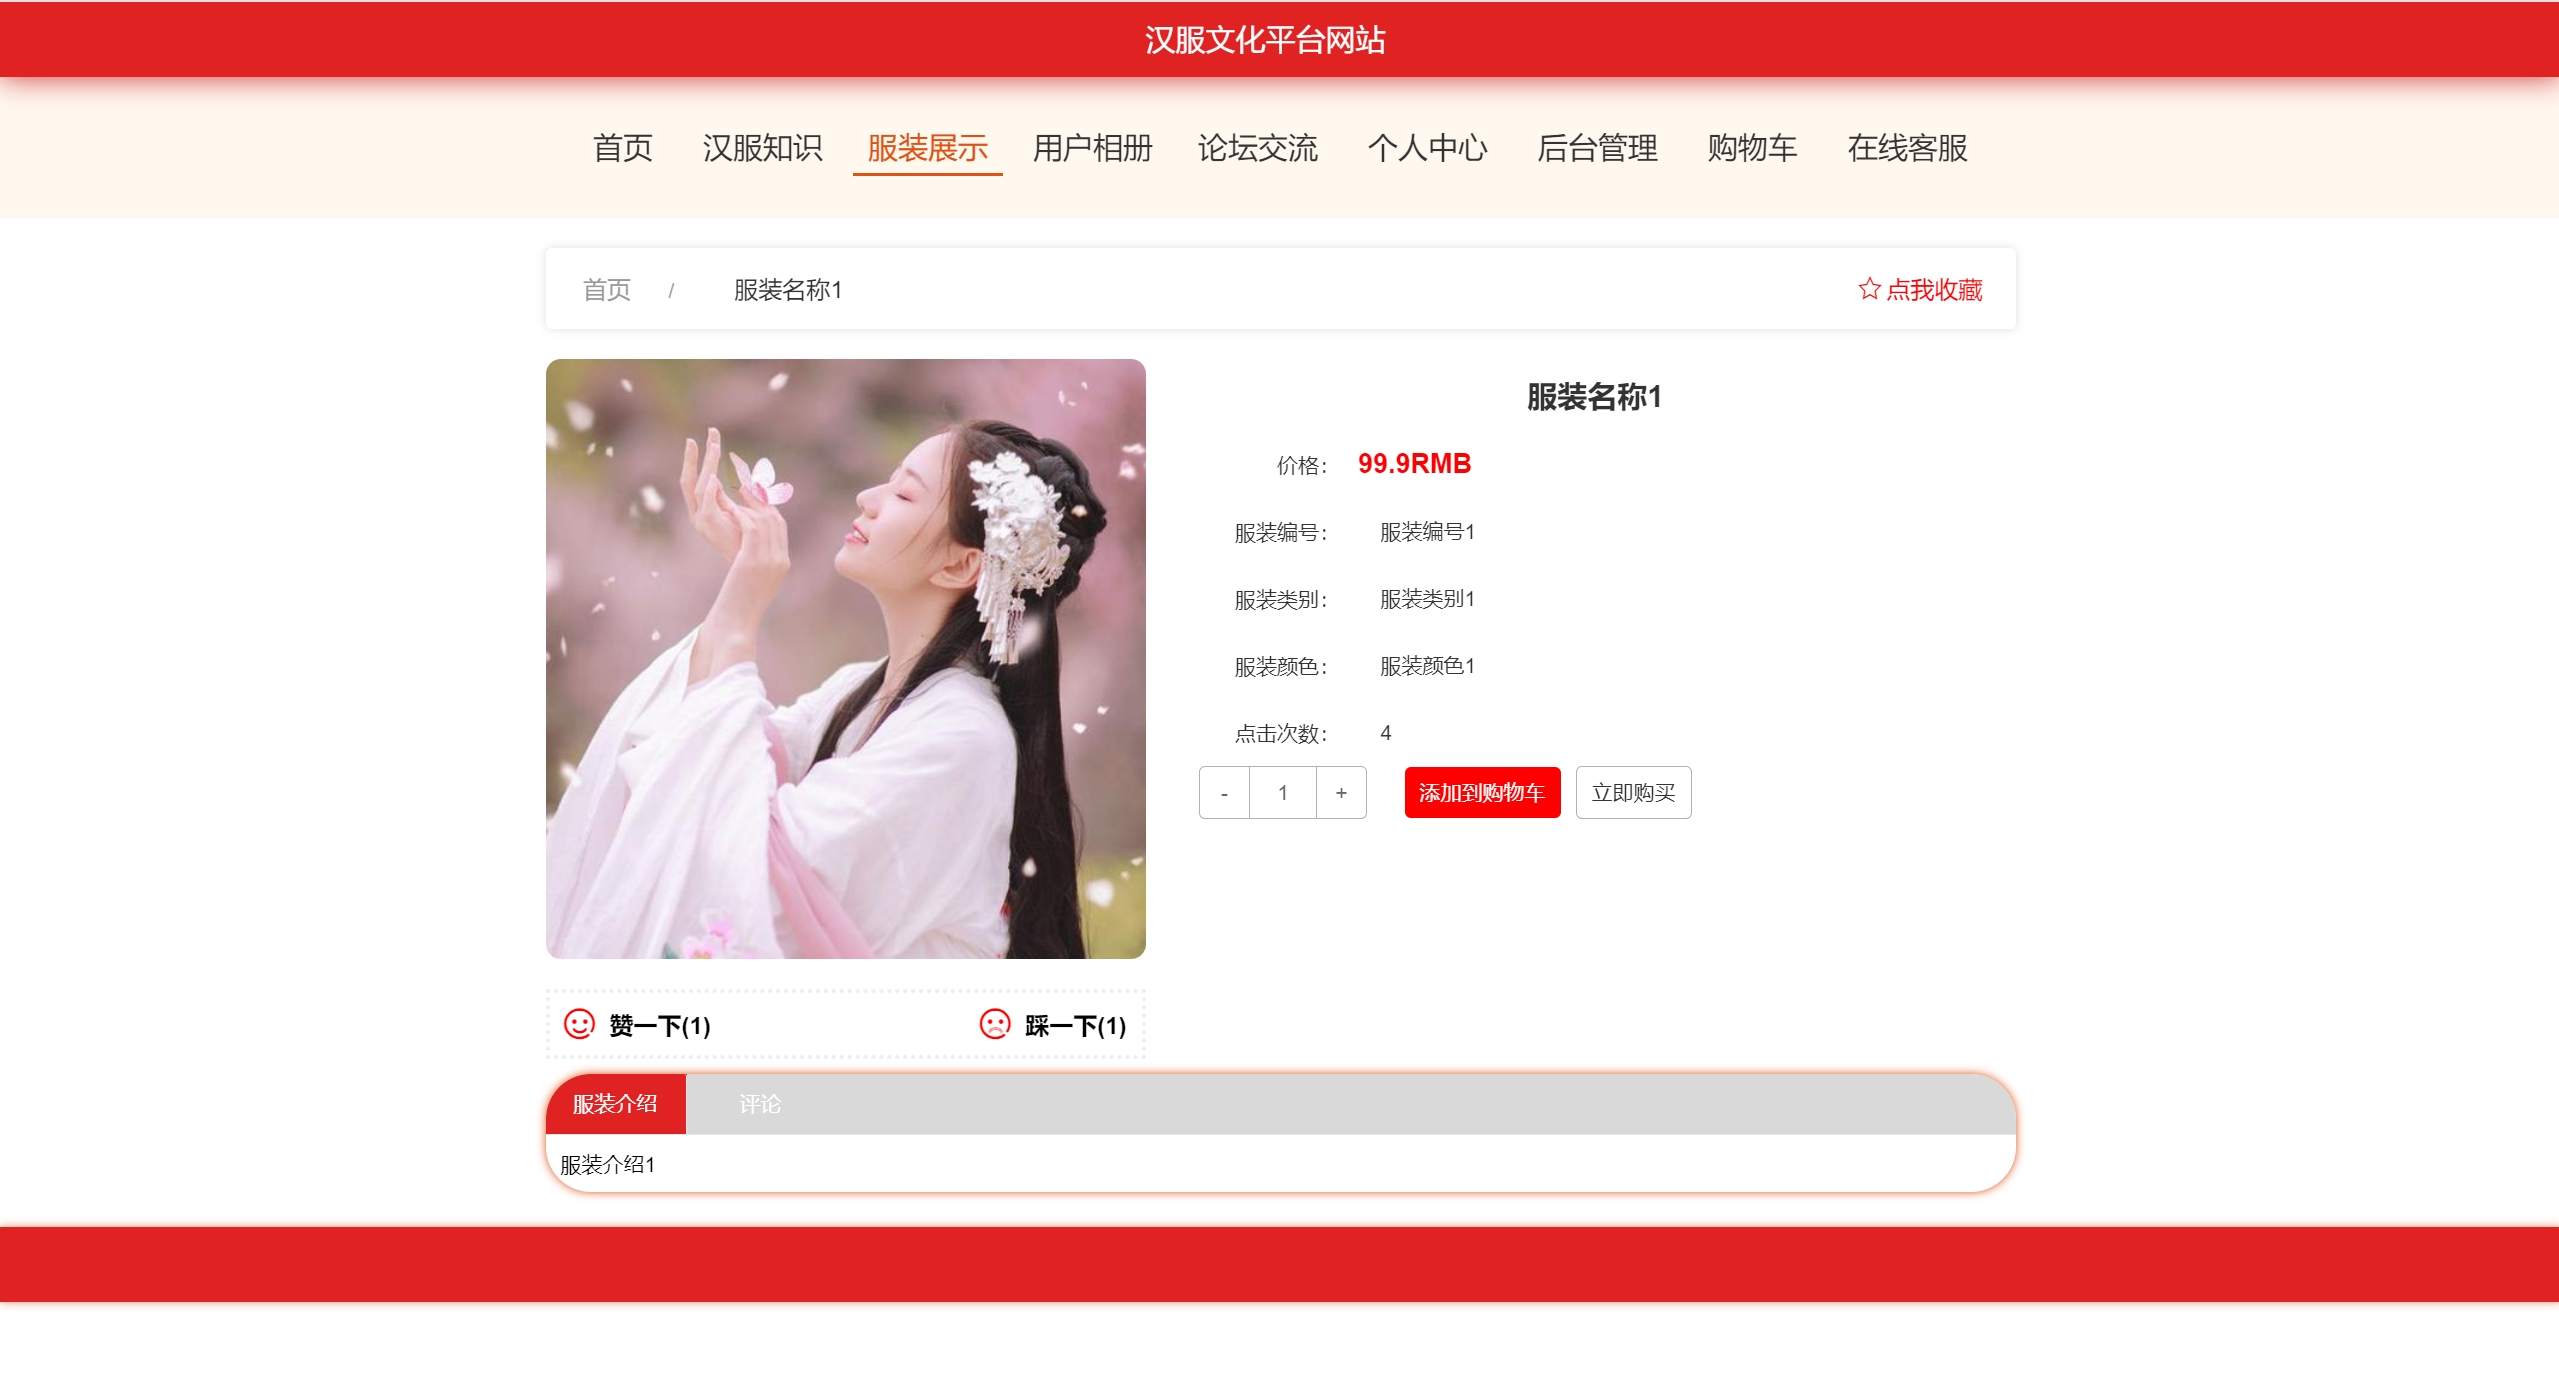 汉服文化平台网站
首页 汉服知识 服装展示 用户相册 论坛交流 个人中心 后台管理 购物车 在线客服
首页 / 服装名称1 点我收藏
服装名称1
价格： 99.9RMB
服装编号： 服装编号1
服装类别： 服装类别1
服装颜色： 服装颜色1
点击次数： 4
- 1 + 添加到购物车 立即购买
赞一下(1) 踩一下(1)
服装介绍 评论
服装介绍1